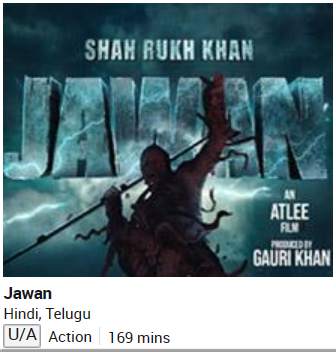 SHAH RUKH KHAN
JAWAN
AN
ATLEE
FILM
PRODUCED BY
GAURI KHAN
Jawan
Hindi, Telugu
U/A Action 169 mins